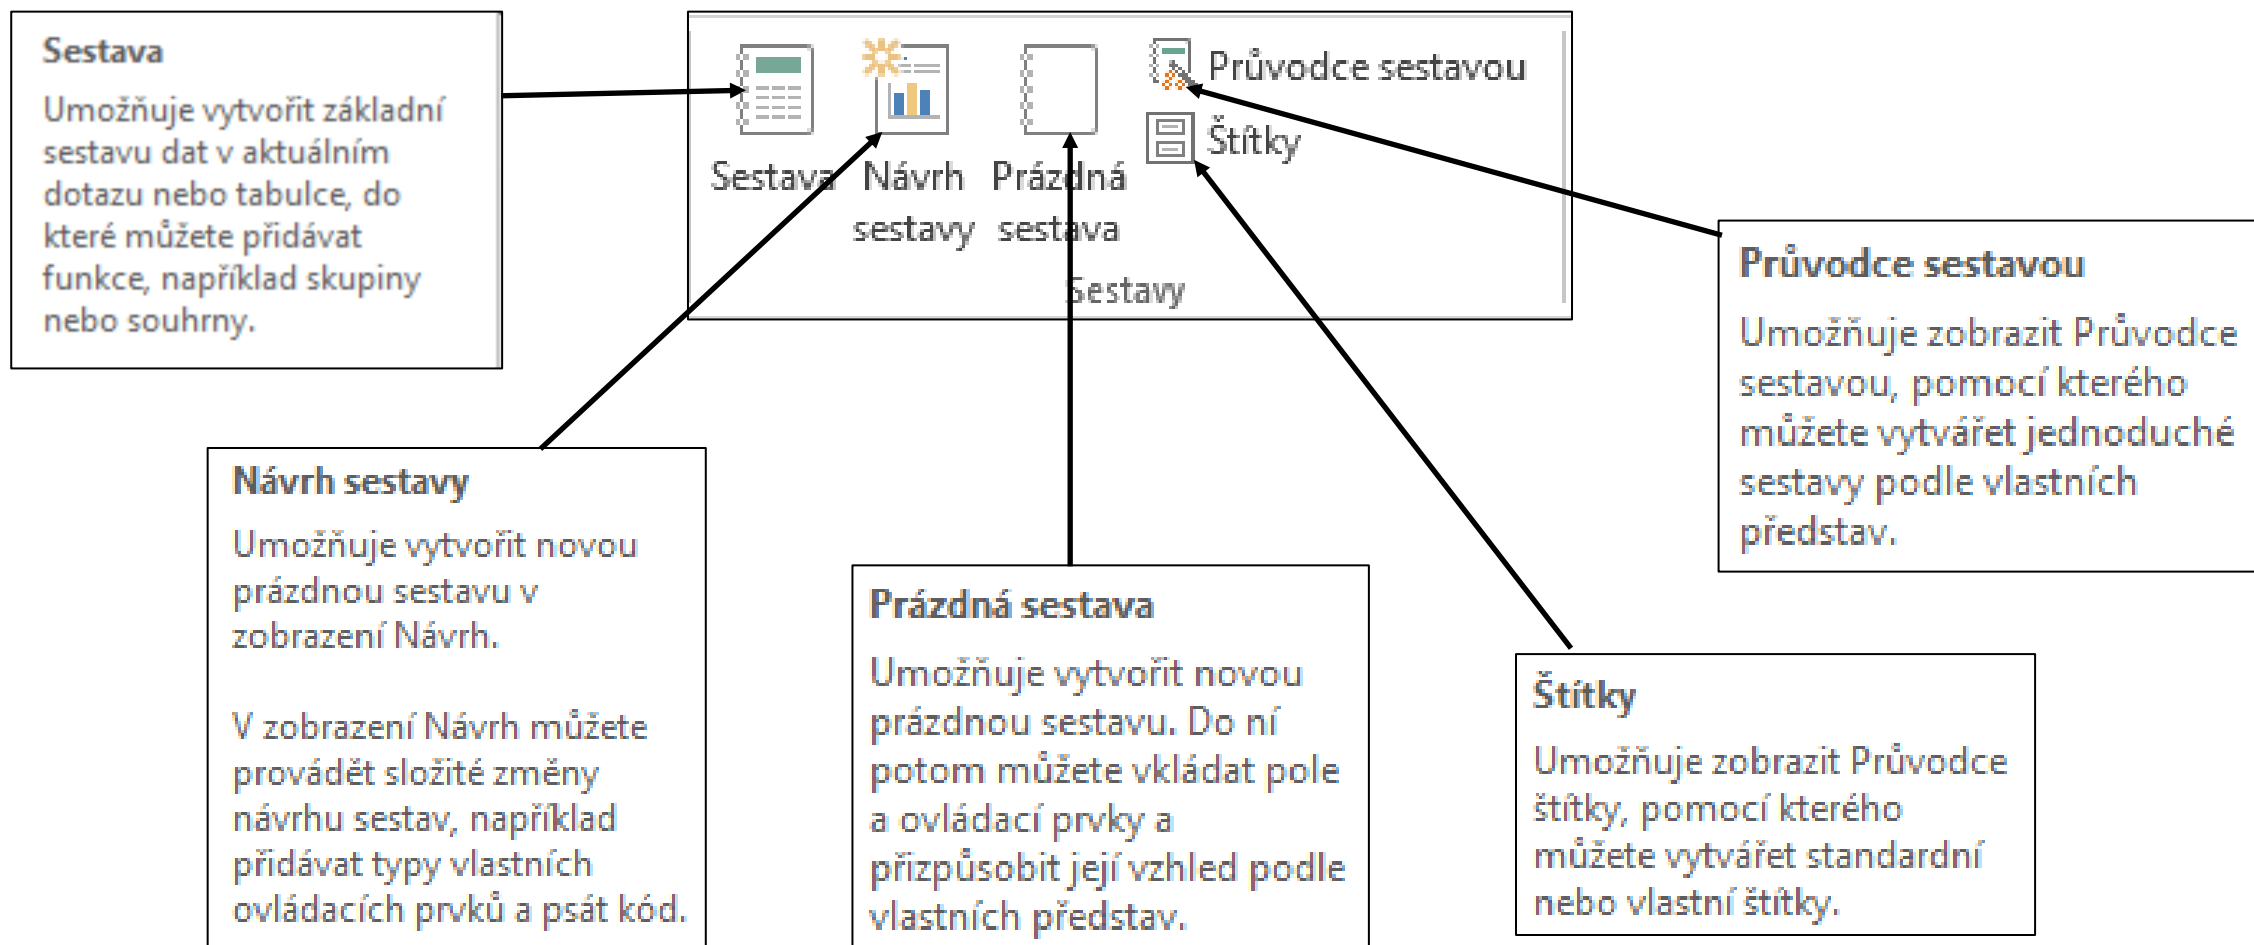 Sestava
Umožňuje vytvořit základní
sestavu dat v aktuálním
dotazu nebo tabulce, do
které můžete přidávat
funkce, například skupiny
nebo souhrny.
Sestava
Návrh
sestavy
Prázdná
sestava
Průvodce sestavou
Štítky
Sestavy
Průvodce sestavou
Umožňuje zobrazit Průvodce
sestavou, pomocí kterého
můžete vytvářet jednoduché
sestavy podle vlastních
představ.
Návrh sestavy
Umožňuje vytvořit novou
prázdnou sestavu v
zobrazení Návrh.
V zobrazení Návrh můžete
provádět složité změny
návrhu sestav, například
přidávat typy vlastních
ovládacích prvků a psát kód.
Prázdná sestava
Umožňuje vytvořit novou
prázdnou sestavu. Do ní
potom můžete vkládat pole
a ovládací prvky a
přizpůsobit její vzhled podle
vlastních představ.
Štítky
Umožňuje zobrazit Průvodce
štítky, pomocí kterého
můžete vytvářet standardní
nebo vlastní štítky.